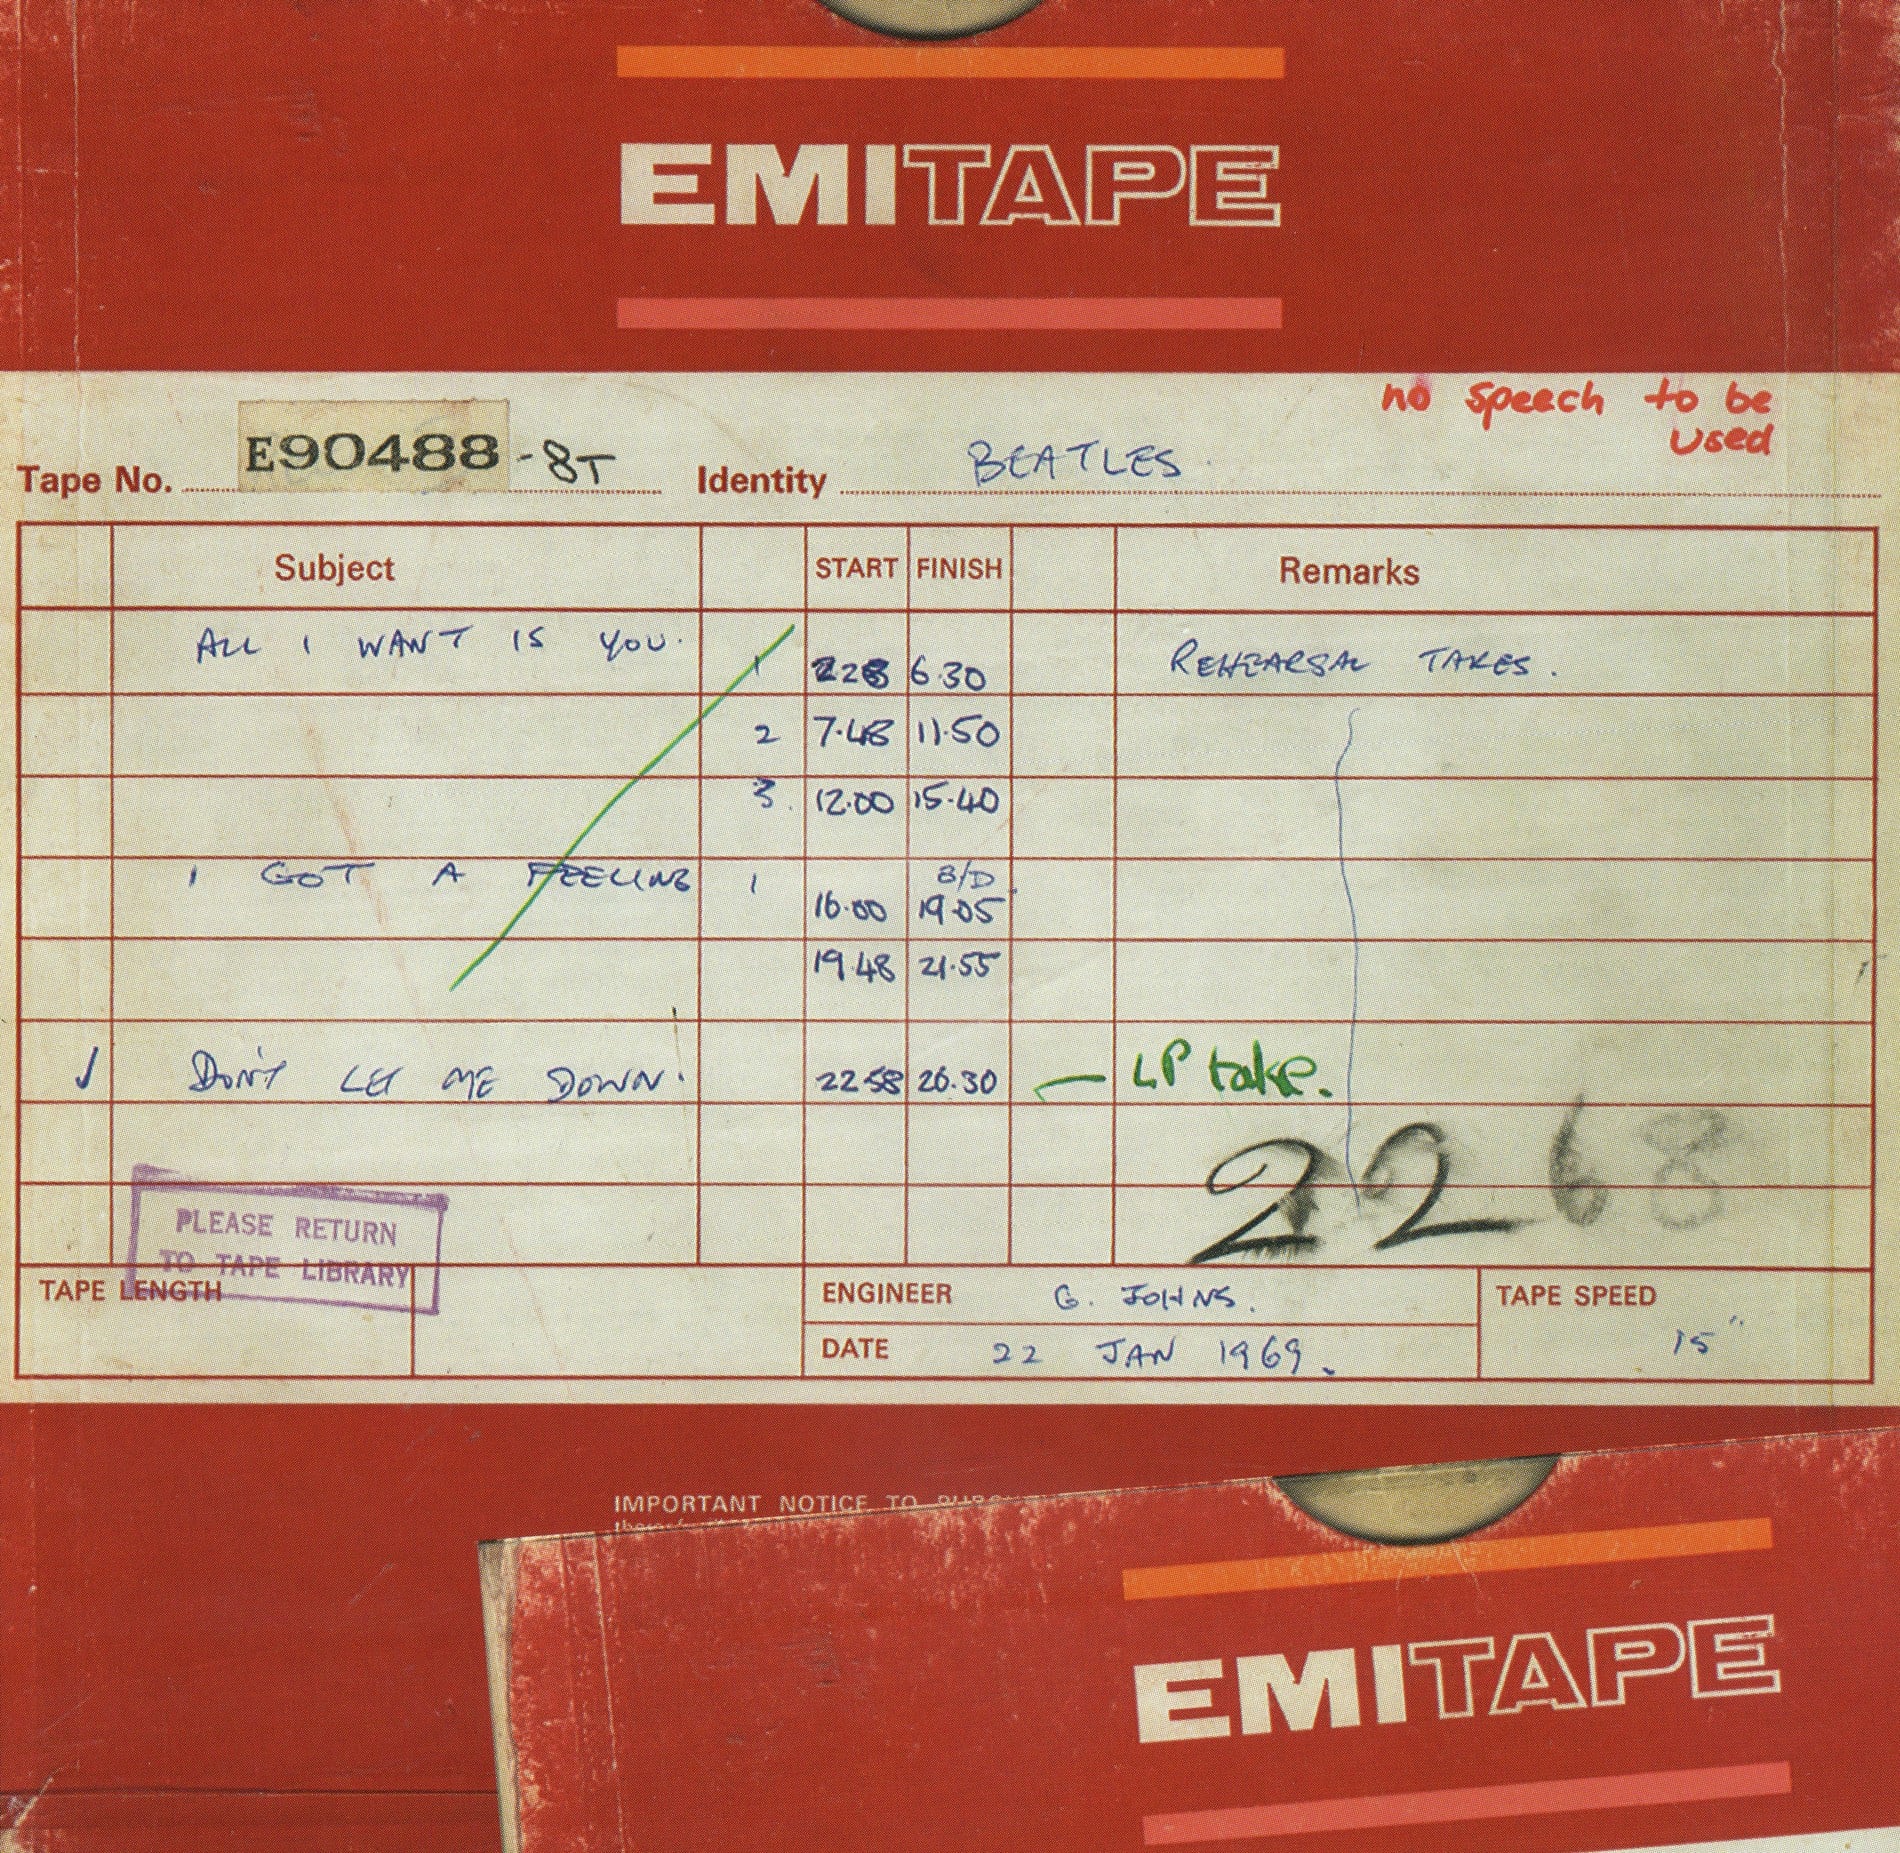 EMITAPE
no speech to be
used
Tape No. E90488-8T Identity BEATLES
Subject START FINISH Remarks
ALL I WANT IS YOU. 1 2 28 6.30 REHEARSAL TAKES.
2 7.48 11.50
3. 12.00 15.40
I GOT A FEELING 1 B/D
16.00 19.05
19.48 21.55
DON'T LET ME DOWN. 22 58 26.30 — LP take.
2268
PLEASE RETURN
TO TAPE LIBRARY
TAPE LENGTH ENGINEER G. JOHNS. TAPE SPEED
15"
DATE 22 JAN 1969.
IMPORTANT NOTICE TO
EMITAPE